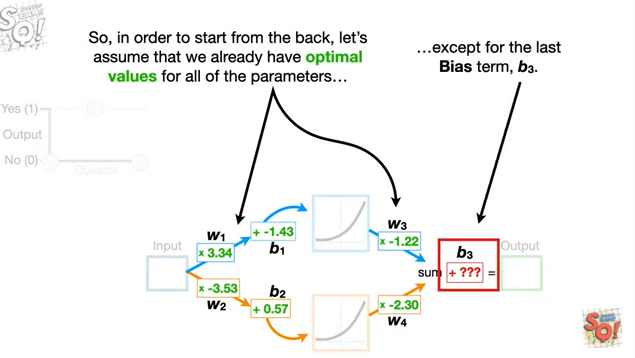 So, in order to start from the back, let's
assume that we already have optimal
values for all of the parameters…
…except for the last
Bias term, b3.
Yes (1)
Output
No (0)
Dosage
Input
w1
x 3.34
+ -1.43
b1
w3
x -1.22
b3
sum + ??? =
Output
x -3.53
w2
b2
+ 0.57
x -2.30
w4
SQ!
SQ!